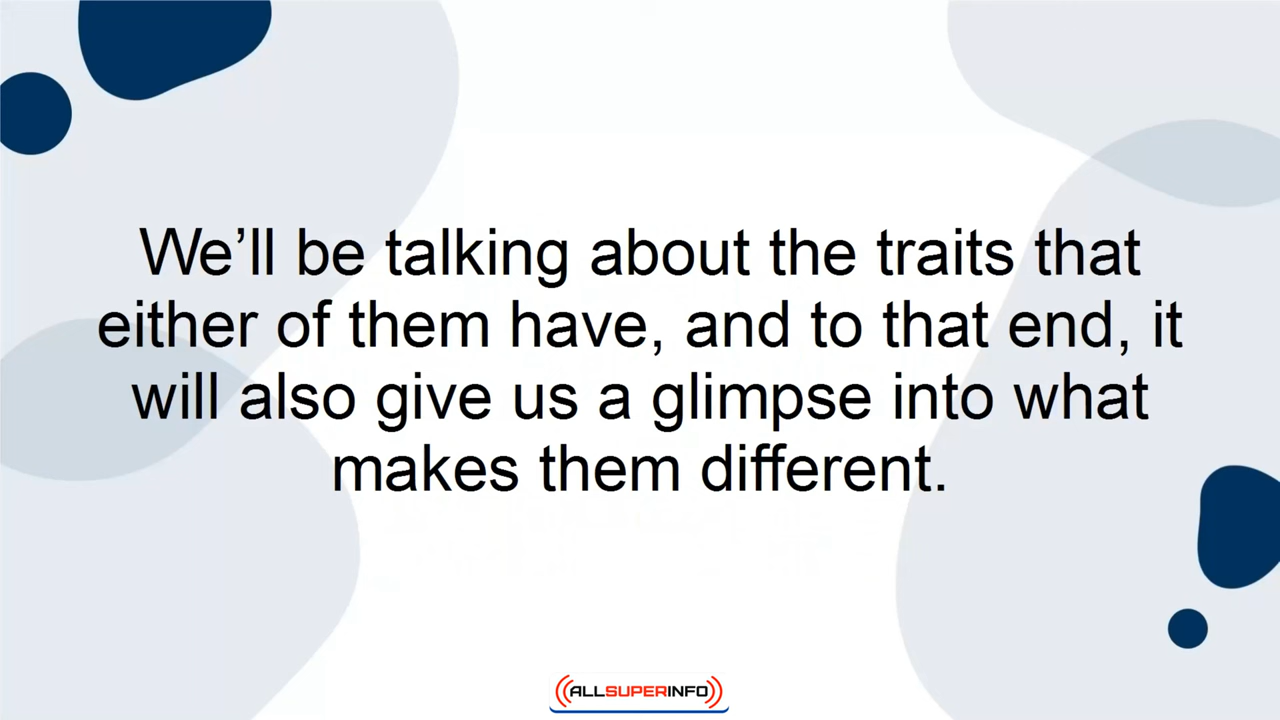 We’ll be talking about the traits that
either of them have, and to that end, it
will also give us a glimpse into what
makes them different.
ALLSUPERINFO